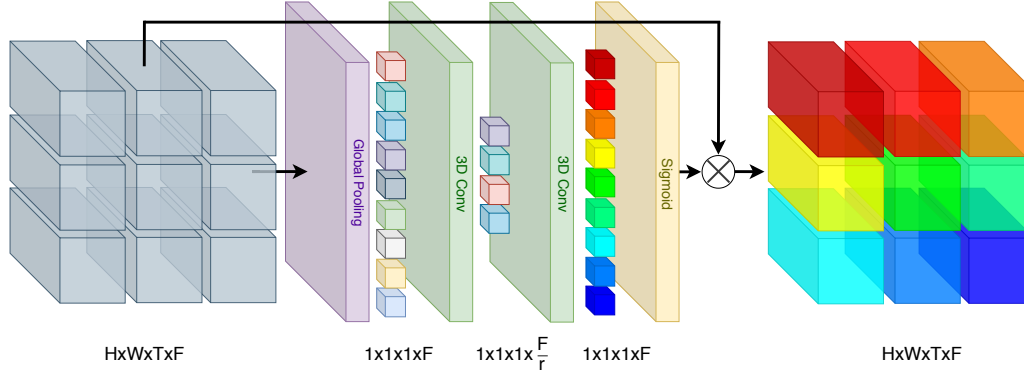 Global Pooling
3D Conv
3D Conv
Sigmoid
HxWxTxF
1x1x1xF
1x1x1x F/r
1x1x1xF
HxWxTxF